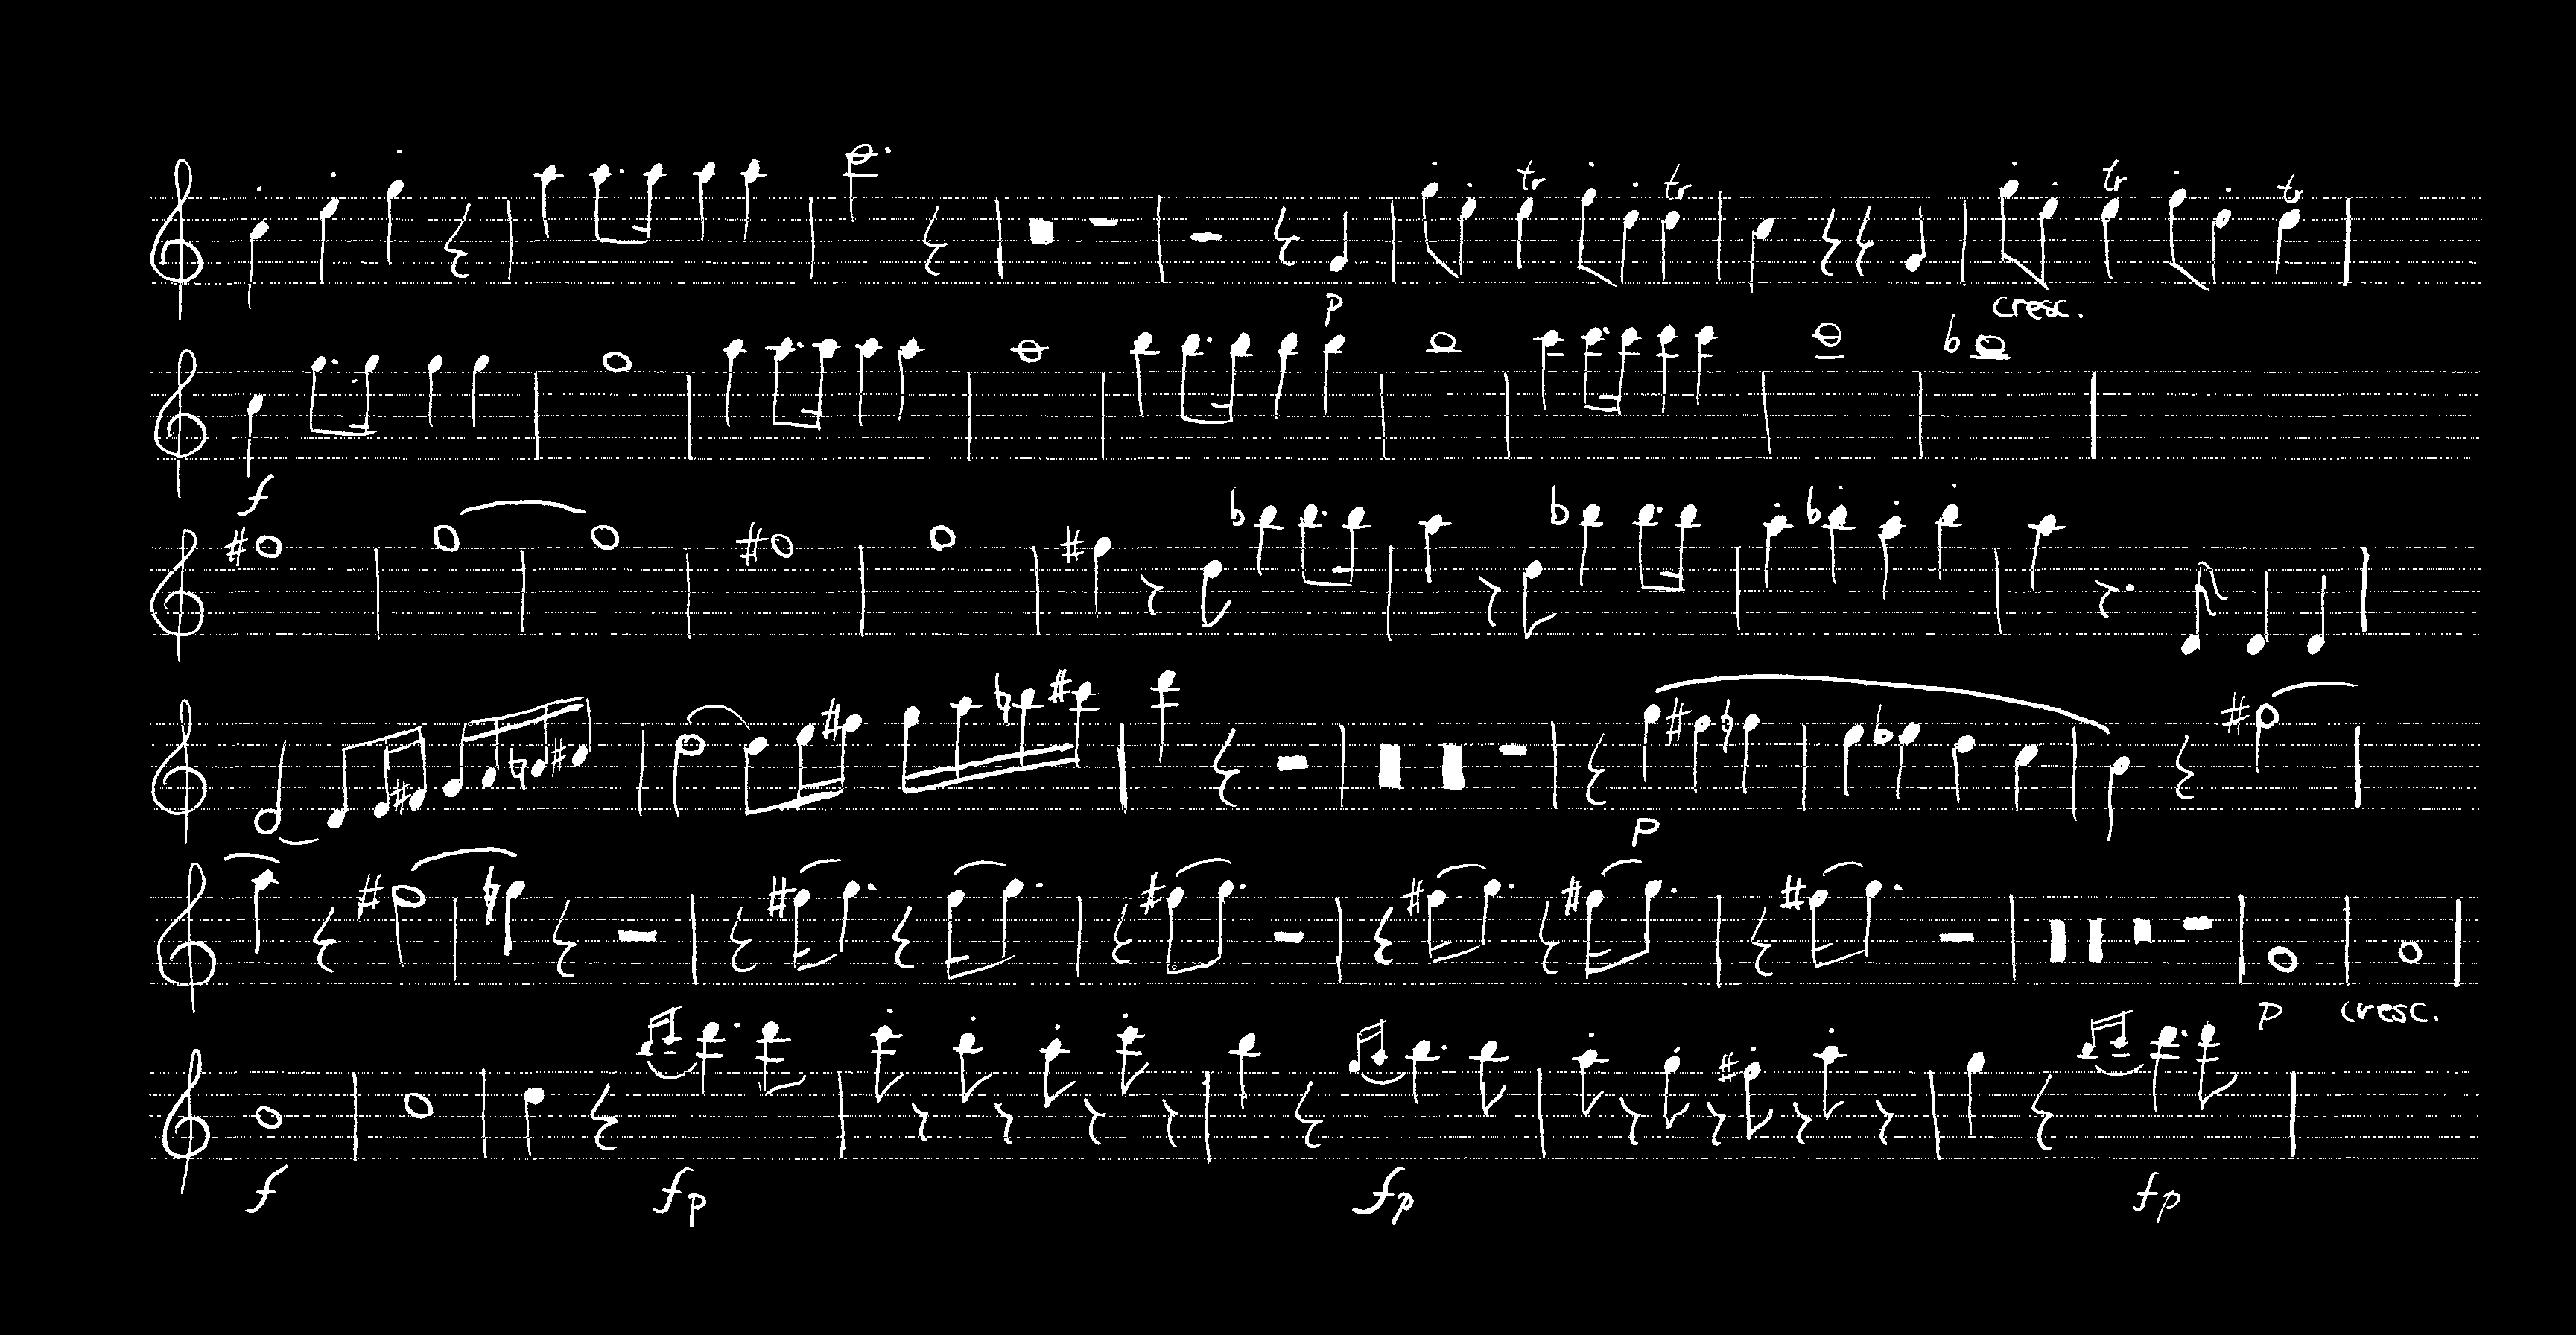 tr tr tr tr
p cresc.
f
p
p cresc.
f fp fp fp